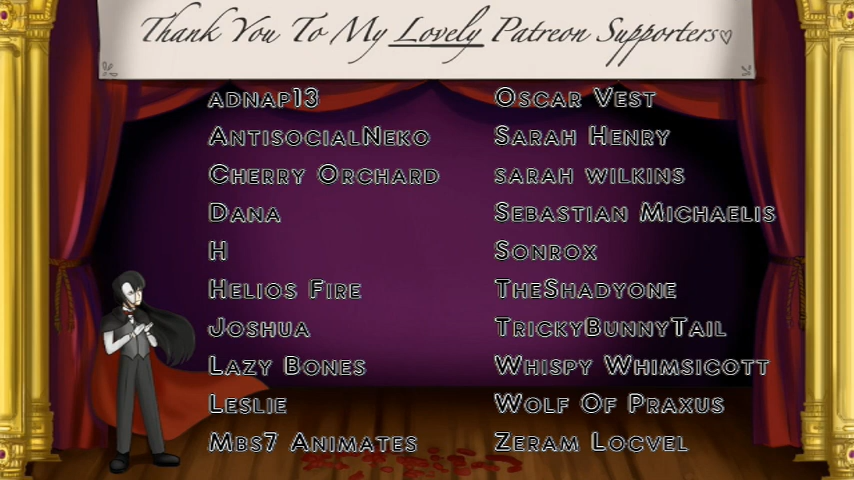 Thank You To My Lovely Patreon Supporters♡
adnap13
AntisocialNeko
Cherry Orchard
Dana
H
Helios Fire
Joshua
Lazy Bones
Leslie
Mbs7 Animates
Oscar Vest
Sarah Henry
sarah wilkins
Sebastian Michaelis
Sonrox
TheShadyone
TrickyBunnyTail
Whispy Whimsicott
Wolf Of Praxus
Zeram Locvel